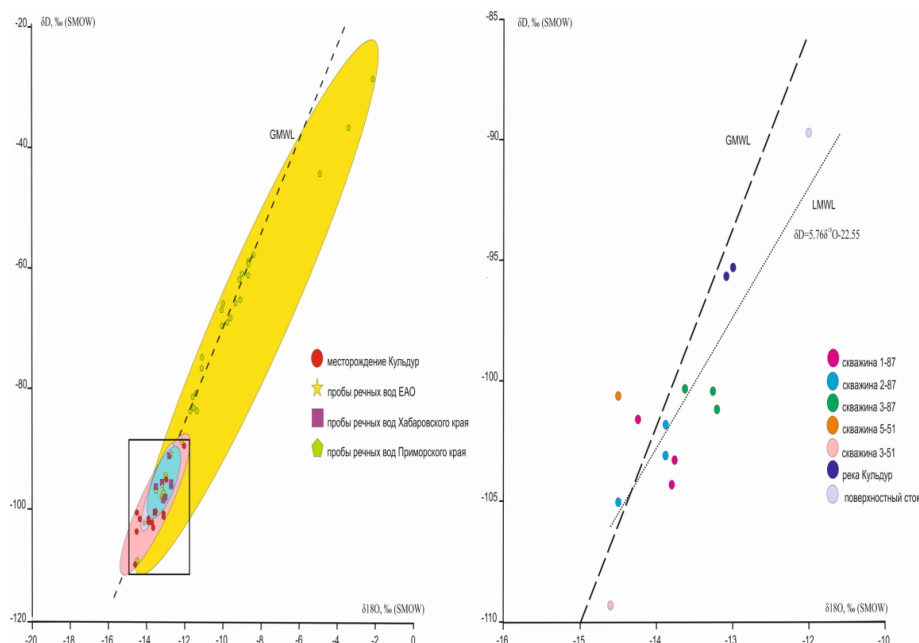 δD, ‰ (SMOW)
-20
-40
-60
-80
-100
-120
GMWL
месторождение Кульдур
пробы речных вод ЕАО
пробы речных вод Хабаровского края
пробы речных вод Приморского края
δ18O, ‰ (SMOW)
-20
-18
-16
-14
-12
-10
-8
-6
-4
-2
0
-85
δD, ‰ (SMOW)
-90
-95
-100
-105
-110
GMWL
LMWL
δD=5.76δ¹⁸O-22.55
скважина 1-87
скважина 2-87
скважина 3-87
скважина 5-51
скважина 3-51
река Кульдур
поверхностный сток
δ18O, ‰ (SMOW)
-16
-15
-14
-13
-12
-11
-10